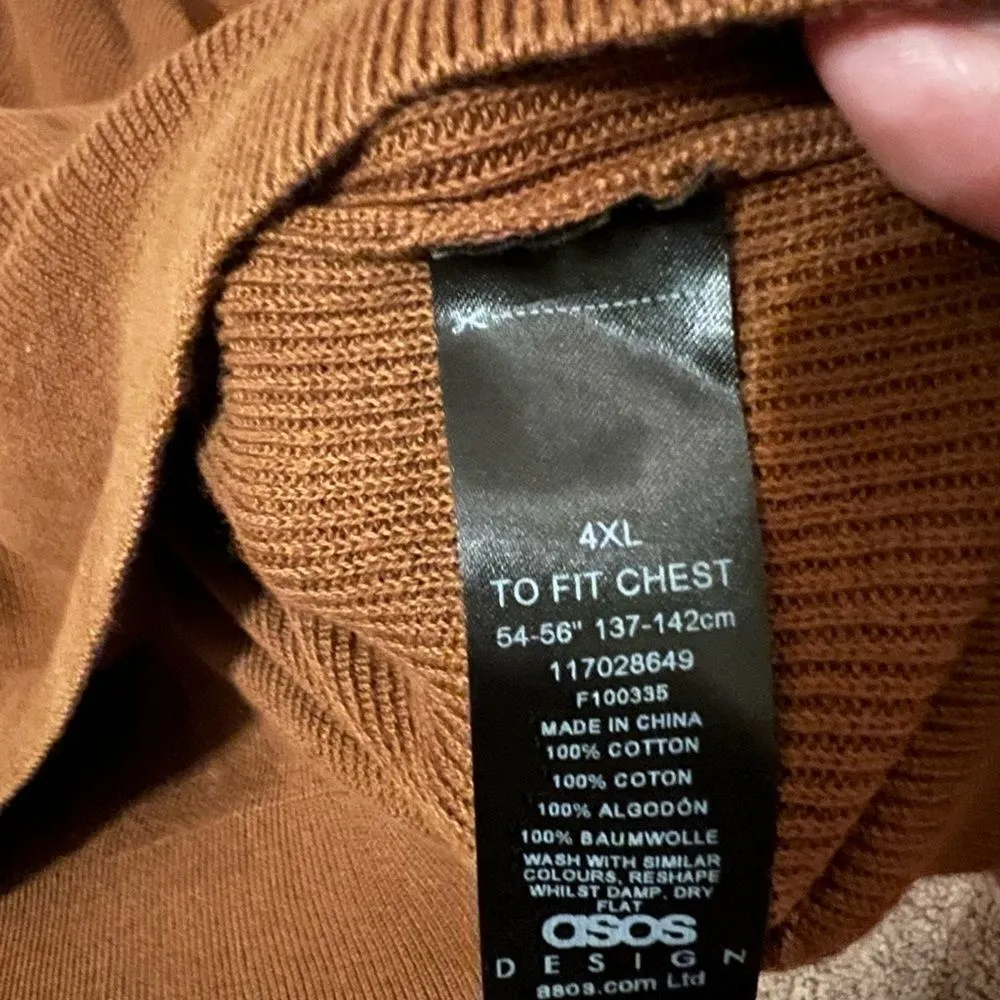 4XL
TO FIT CHEST
54-56" 137-142cm
117028649
F100335
MADE IN CHINA
100% COTTON
100% COTON
100% ALGODÓN
100% BAUMWOLLE
WASH WITH SIMILAR
COLOURS, RESHAPE
WHILST DAMP. DRY
FLAT
asos
DESIGN
asos.com Ltd